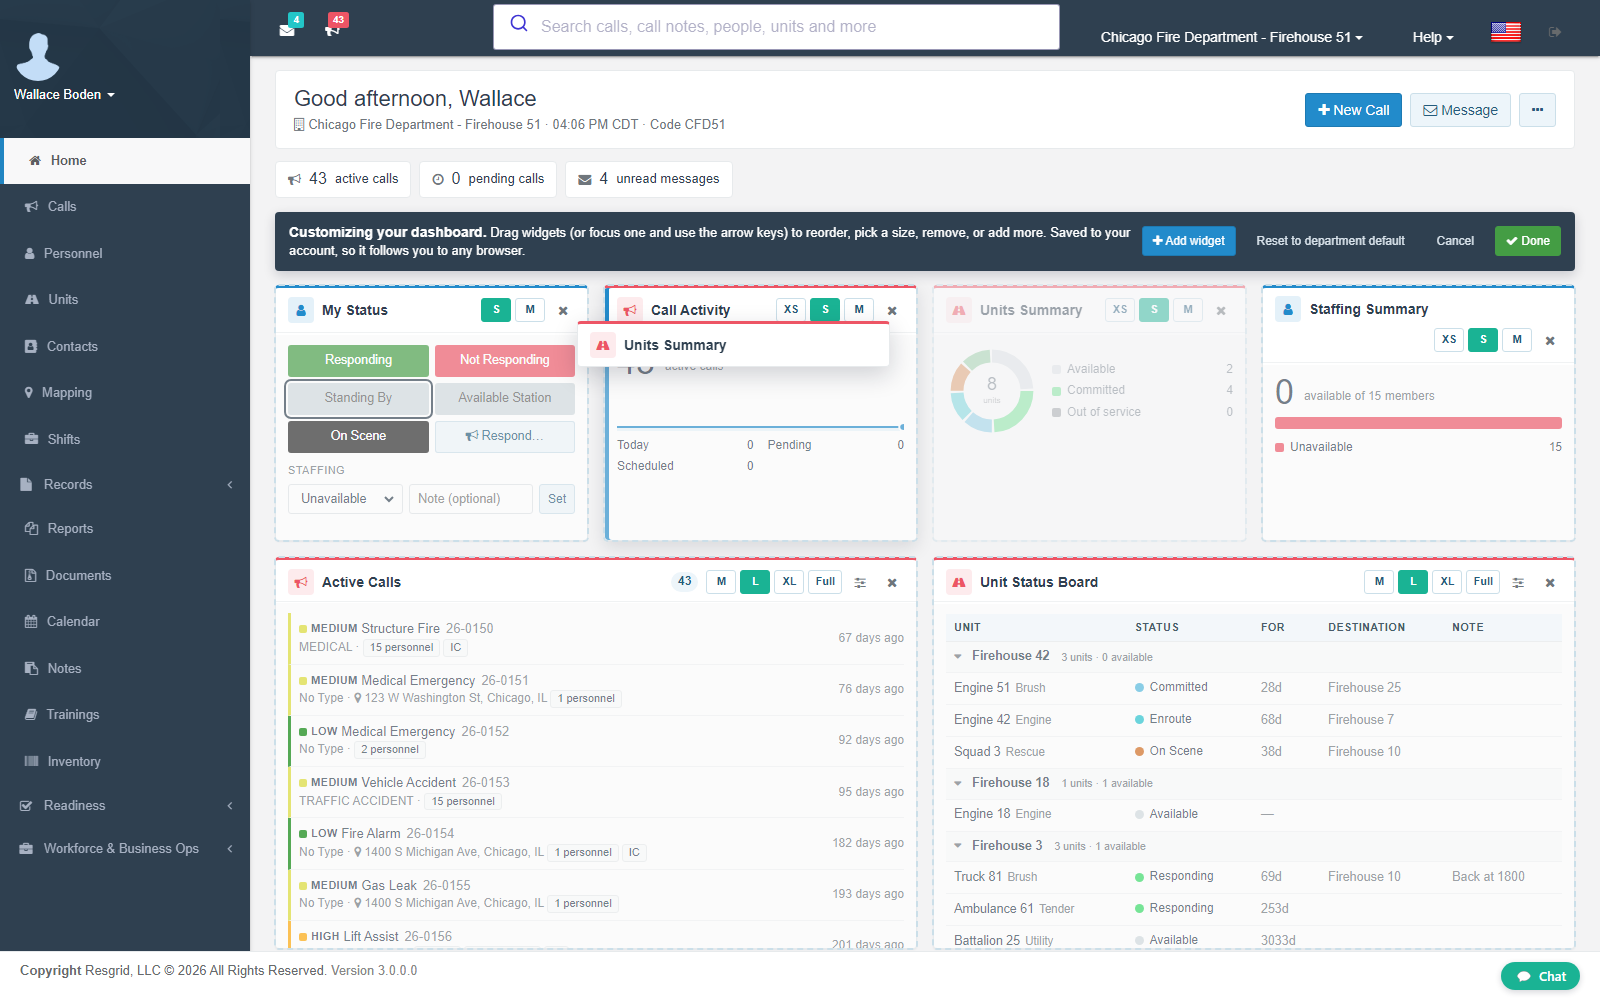 4
43
Search calls, call notes, people, units and more
Chicago Fire Department - Firehouse 51
Help
Wallace Boden
Home
Calls
Personnel
Units
Contacts
Mapping
Shifts
Records
Reports
Documents
Calendar
Notes
Trainings
Inventory
Readiness
Workforce & Business Ops
Good afternoon, Wallace
Chicago Fire Department - Firehouse 51 · 04:06 PM CDT · Code CFD51
New Call
Message
43 active calls
0 pending calls
4 unread messages
Customizing your dashboard. Drag widgets (or focus one and use the arrow keys) to reorder, pick a size, remove, or add more. Saved to your
account, so it follows you to any browser.
Add widget
Reset to department default
Cancel
Done
My Status
S M
Responding
Not Responding
Standing By
Available Station
On Scene
Respond...
STAFFING
Unavailable
Note (optional)
Set
Call Activity
XS S M
Units Summary
active calls
Today 0 Pending 0
Scheduled 0
Units Summary
XS S M
8
units
Available 2
Committed 4
Out of service 0
Staffing Summary
XS S M
0 available of 15 members
Unavailable 15
Active Calls
43 M L XL Full
MEDIUM Structure Fire 26-0150
MEDICAL · 15 personnel IC
67 days ago
MEDIUM Medical Emergency 26-0151
No Type · 123 W Washington St, Chicago, IL 1 personnel
76 days ago
LOW Medical Emergency 26-0152
No Type · 2 personnel
92 days ago
MEDIUM Vehicle Accident 26-0153
TRAFFIC ACCIDENT · 15 personnel
95 days ago
LOW Fire Alarm 26-0154
No Type · 1400 S Michigan Ave, Chicago, IL 1 personnel IC
182 days ago
MEDIUM Gas Leak 26-0155
No Type · 1400 S Michigan Ave, Chicago, IL 1 personnel
193 days ago
HIGH Lift Assist 26-0156
201 days ago
Unit Status Board
M L XL Full
UNIT STATUS FOR DESTINATION NOTE
Firehouse 42 3 units · 0 available
Engine 51 Brush Committed 28d Firehouse 25
Engine 42 Engine Enroute 68d Firehouse 7
Squad 3 Rescue On Scene 38d Firehouse 10
Firehouse 18 1 units · 1 available
Engine 18 Engine Available —
Firehouse 3 3 units · 1 available
Truck 81 Brush Responding 69d Firehouse 10 Back at 1800
Ambulance 61 Tender Responding 253d
Battalion 25 Utility Available 3033d
Copyright Resgrid, LLC © 2026 All Rights Reserved. Version 3.0.0.0
Chat